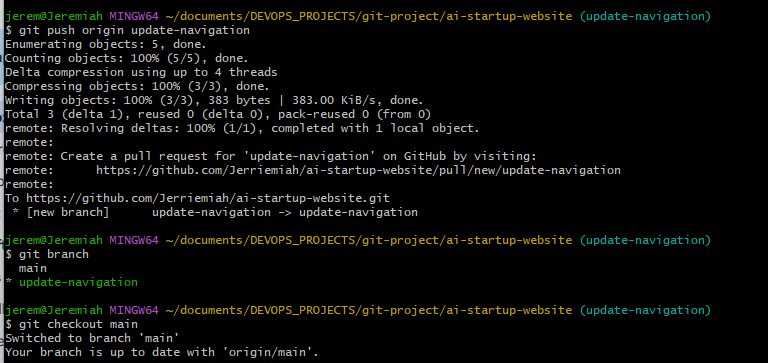 jerem@Jeremiah MINGW64 ~/documents/DEVOPS_PROJECTS/git-project/ai-startup-website (update-navigation)
$ git push origin update-navigation
Enumerating objects: 5, done.
Counting objects: 100% (5/5), done.
Delta compression using up to 4 threads
Compressing objects: 100% (3/3), done.
Writing objects: 100% (3/3), 383 bytes | 383.00 KiB/s, done.
Total 3 (delta 1), reused 0 (delta 0), pack-reused 0 (from 0)
remote: Resolving deltas: 100% (1/1), completed with 1 local object.
remote:
remote: Create a pull request for 'update-navigation' on GitHub by visiting:
remote:      https://github.com/Jerriemiah/ai-startup-website/pull/new/update-navigation
remote:
To https://github.com/Jerriemiah/ai-startup-website.git
 * [new branch]      update-navigation -> update-navigation
jerem@Jeremiah MINGW64 ~/documents/DEVOPS_PROJECTS/git-project/ai-startup-website (update-navigation)
$ git branch
  main
* update-navigation
jerem@Jeremiah MINGW64 ~/documents/DEVOPS_PROJECTS/git-project/ai-startup-website (update-navigation)
$ git checkout main
Switched to branch 'main'
Your branch is up to date with 'origin/main'.